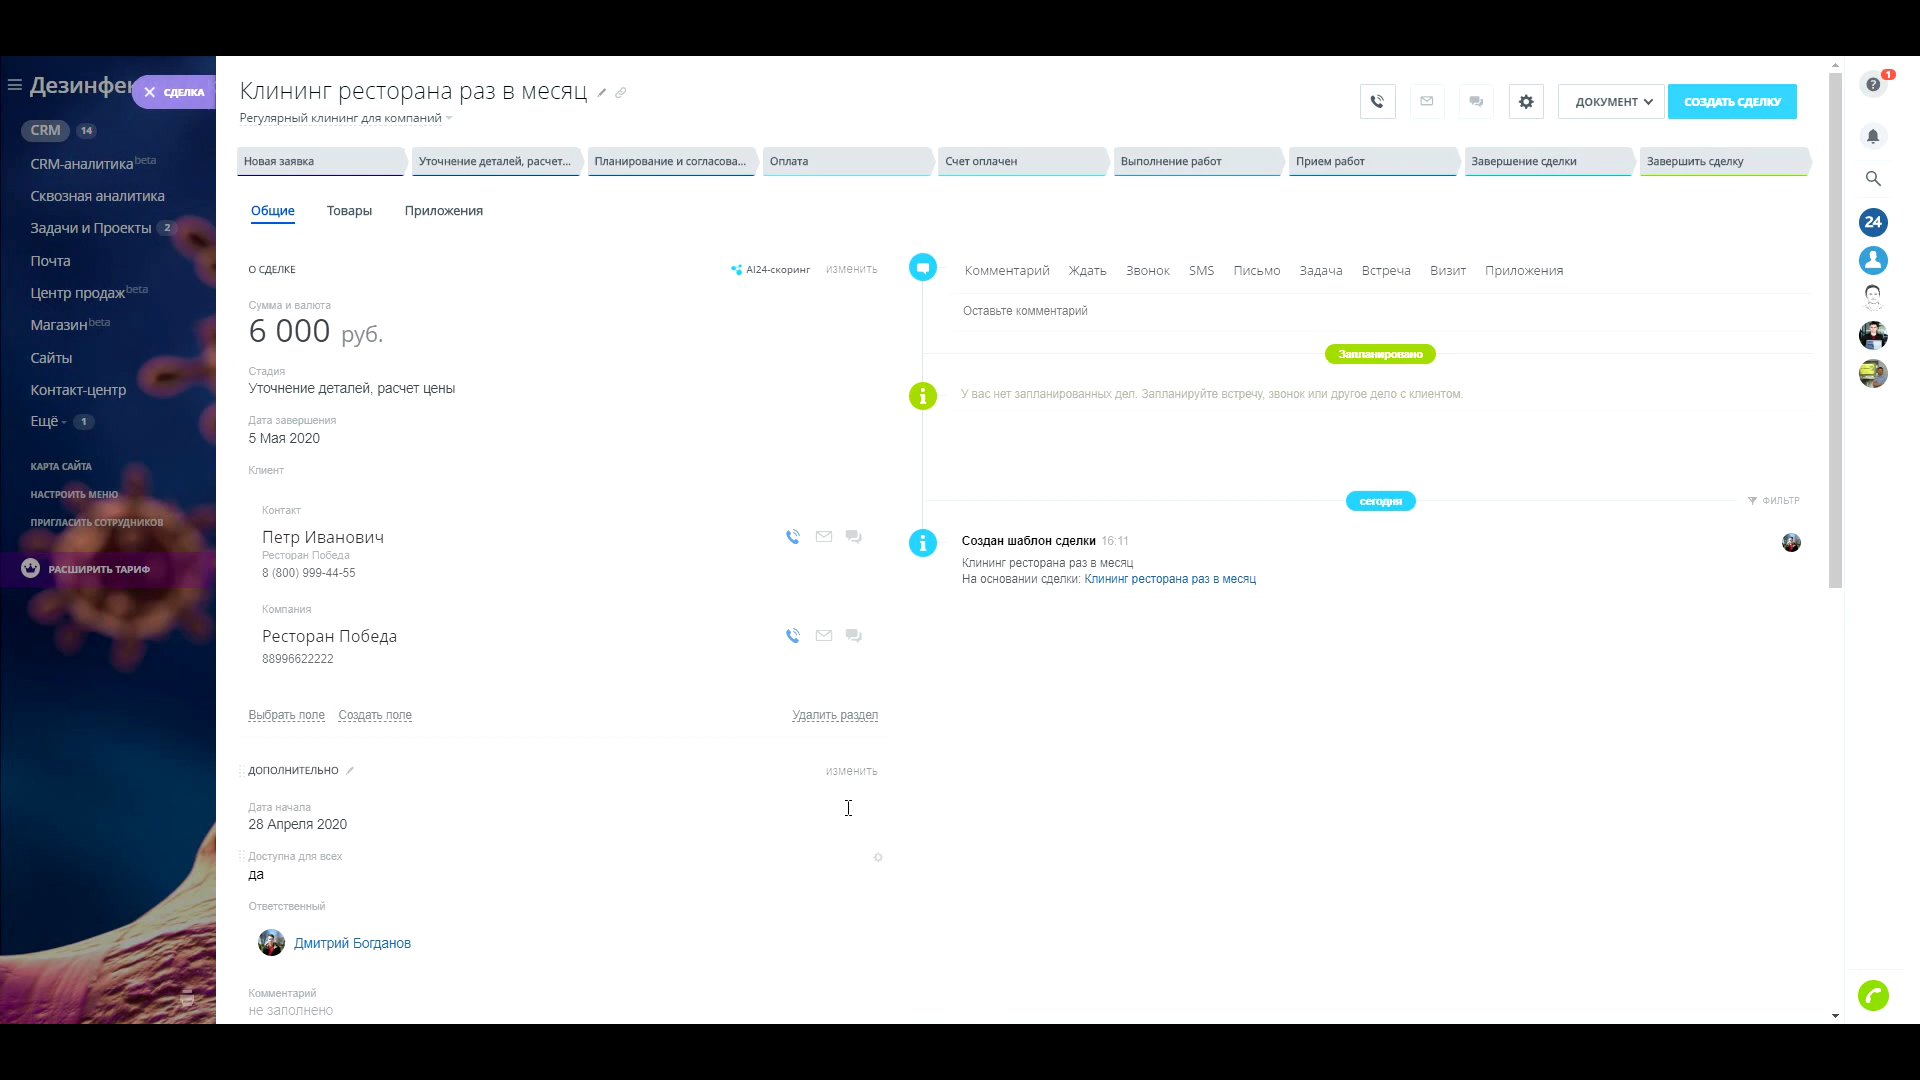 Дезинфек
СДЕЛКА
CRM 14
CRM-аналитика beta
Сквозная аналитика
Задачи и Проекты 2
Почта
Центр продаж beta
Магазин beta
Сайты
Контакт-центр
Ещё 1
КАРТА САЙТА
НАСТРОИТЬ МЕНЮ
ПРИГЛАСИТЬ СОТРУДНИКОВ
РАСШИРИТЬ ТАРИФ
Клининг ресторана раз в месяц
Регулярный клининг для компаний
ДОКУМЕНТ
СОЗДАТЬ СДЕЛКУ
Новая заявка
Уточнение деталей, расчет...
Планирование и согласова...
Оплата
Счет оплачен
Выполнение работ
Прием работ
Завершение сделки
Завершить сделку
Общие Товары Приложения
О СДЕЛКЕ AI24-скоринг изменить
Сумма и валюта
6 000 руб.
Стадия
Уточнение деталей, расчет цены
Дата завершения
5 Мая 2020
Клиент
Контакт
Петр Иванович
Ресторан Победа
8 (800) 999-44-55
Компания
Ресторан Победа
88996622222
Выбрать поле Создать поле Удалить раздел
ДОПОЛНИТЕЛЬНО изменить
Дата начала
28 Апреля 2020
Доступна для всех
да
Ответственный
Дмитрий Богданов
Комментарий
не заполнено
Комментарий Ждать Звонок SMS Письмо Задача Встреча Визит Приложения
Оставьте комментарий
Запланировано
У вас нет запланированных дел. Запланируйте встречу, звонок или другое дело с клиентом.
сегодня
ФИЛЬТР
Создан шаблон сделки 16:11
Клининг ресторана раз в месяц
На основании сделки: Клининг ресторана раз в месяц
1
24